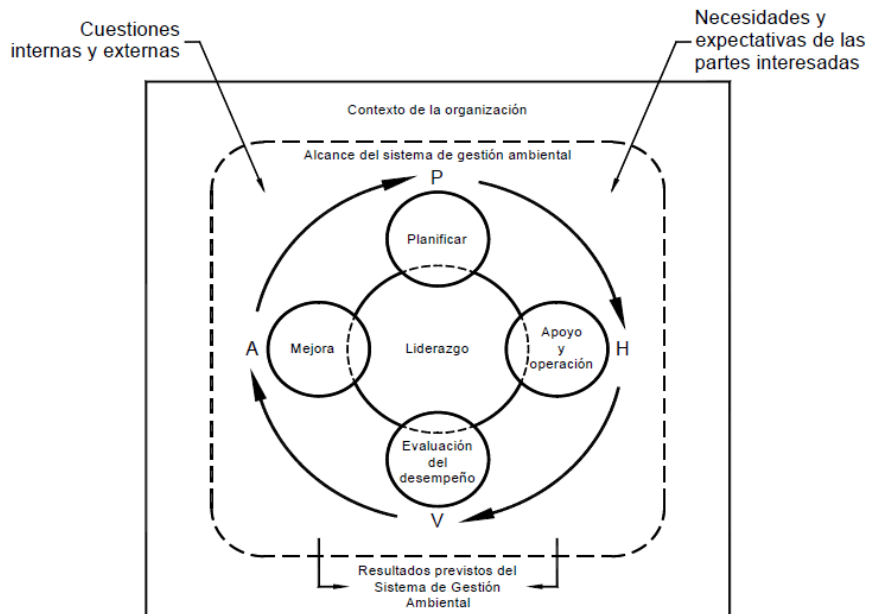 Cuestiones
internas y externas
Necesidades y
expectativas de las
partes interesadas
Contexto de la organización
Alcance del sistema de gestión ambiental
P
Planificar
A
Mejora
Liderazgo
Apoyo
y
operación
H
Evaluación
del
desempeño
V
Resultados previstos del
Sistema de Gestión
Ambiental